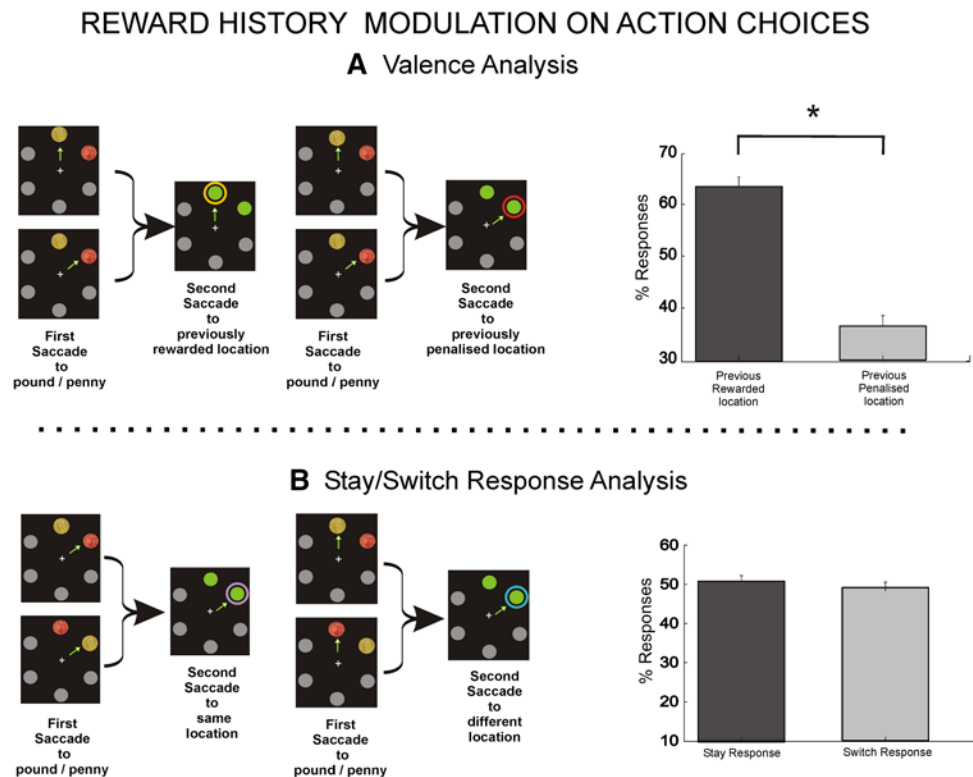 REWARD HISTORY MODULATION ON ACTION CHOICES
A Valence Analysis
First
Saccade
to
pound / penny
Second
Saccade
to
previously
rewarded location
First
Saccade
to
pound / penny
Second
Saccade
to
previously
penalised location
*
% Responses
70
60
40
30
Previous
Rewarded
location
Previous
Penalised
location
B Stay/Switch Response Analysis
First
Saccade
to
pound / penny
Second
Saccade
to
same
location
First
Saccade
to
pound / penny
Second
Saccade
to
different
location
% Responses
60
50
40
30
20
10
Stay Response
Switch Response